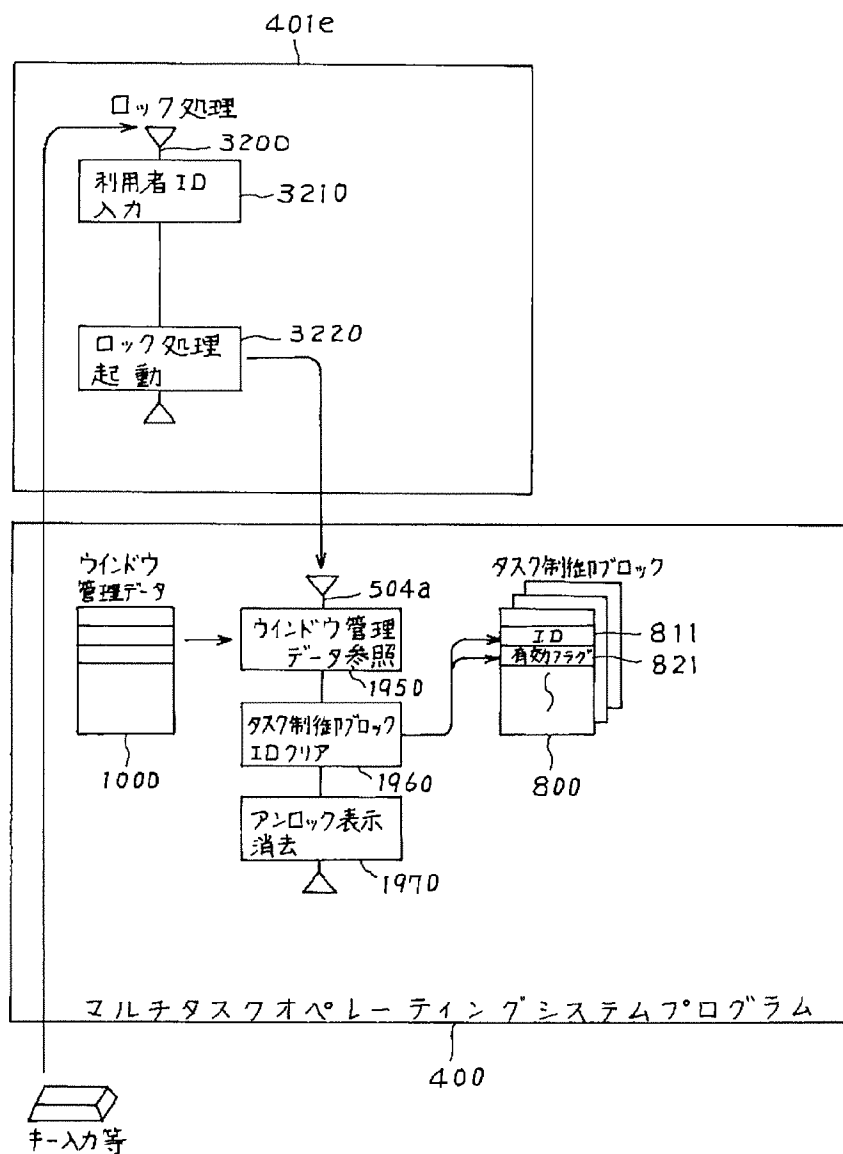 401e
ロック処理
3200
利用者ID
入力
3210
3220
ロック処理
起動
ウインドウ
管理データ
タスク制御ブロック
504a
ウインドウ管理
データ参照
ID
811
有効フラグ
821
1950
タスク制御ブロック
IDクリア
1000
1960
800
アンロック表示
消去
1970
マルチタスクオペレーティングシステムプログラム
400
キー入力等